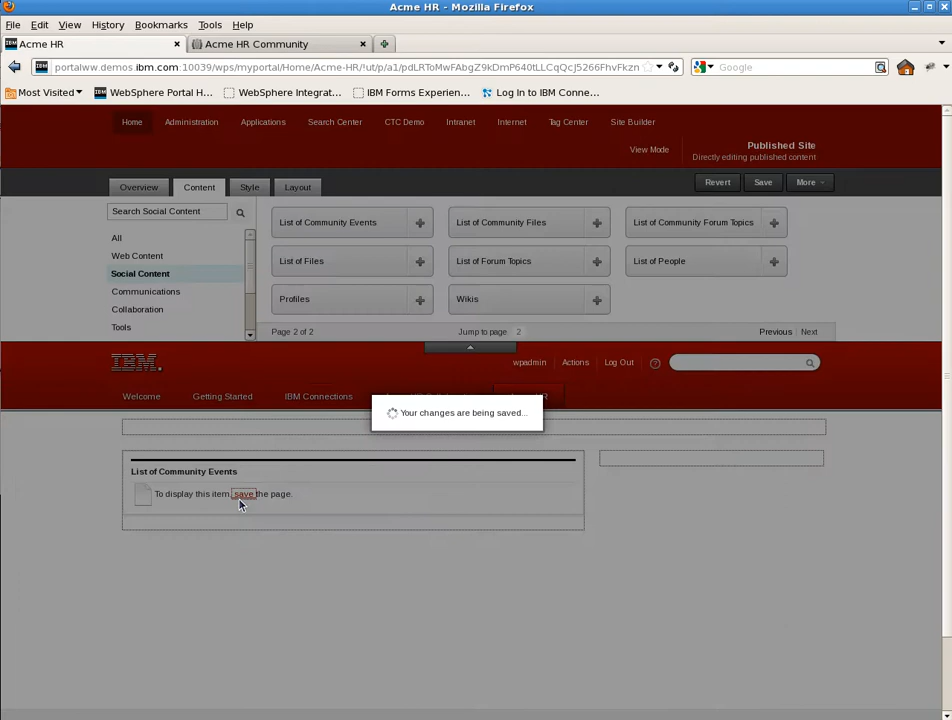 Acme HR - Mozilla Firefox
File Edit View History Bookmarks Tools Help
IBM Acme HR Acme HR Community
IBM portalww.demos.ibm.com:10039/wps/myportal/Home/Acme-HR/!ut/p/a1/pdLRToMwFAbgZ9kDmP640tLLCqQcJ5266FhvFkzn Google
Most Visited IBM WebSphere Portal H... WebSphere Integrat... IBM Forms Experien... Log In to IBM Conne...
Home Administration Applications Search Center CTC Demo Intranet Internet Tag Center Site Builder
View Mode
Published Site
Directly editing published content
Overview Content Style Layout Revert Save More
Search Social Content
All
Web Content
Social Content
Communications
Collaboration
Tools
List of Community Events List of Community Files List of Community Forum Topics
List of Files List of Forum Topics List of People
Profiles Wikis
Page 2 of 2 Jump to page 2 Previous Next
IBM. wpadmin Actions Log Out ?
Welcome Getting Started IBM Connections
Your changes are being saved...
List of Community Events
To display this item, save the page.